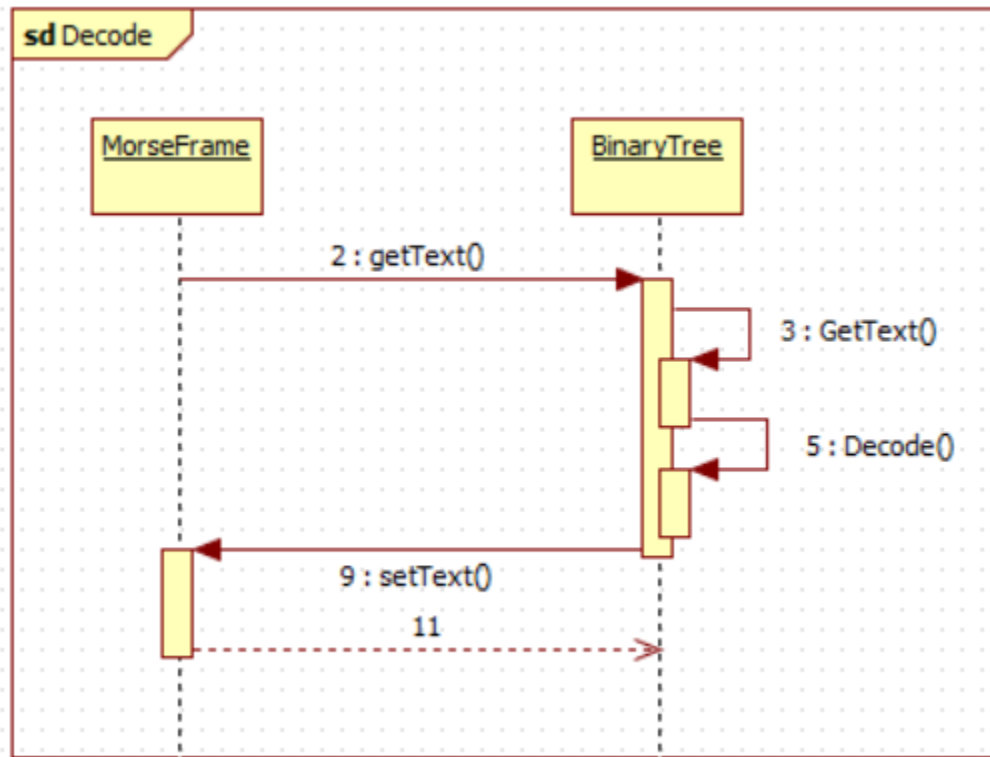 sd Decode
MorseFrame
BinaryTree
2 : getText()
3 : GetText()
5 : Decode()
9 : setText()
11